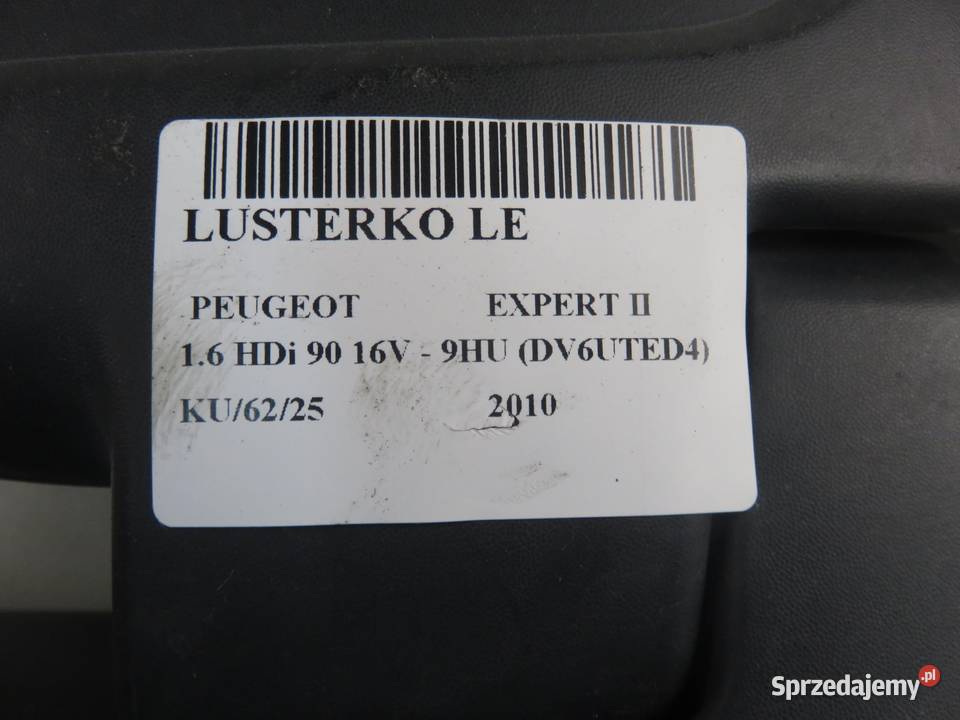 LUSTERKO LE
PEUGEOT EXPERT II
1.6 HDi 90 16V - 9HU (DV6UTED4)
KU/62/25 2010
Sprzedajemy.pl